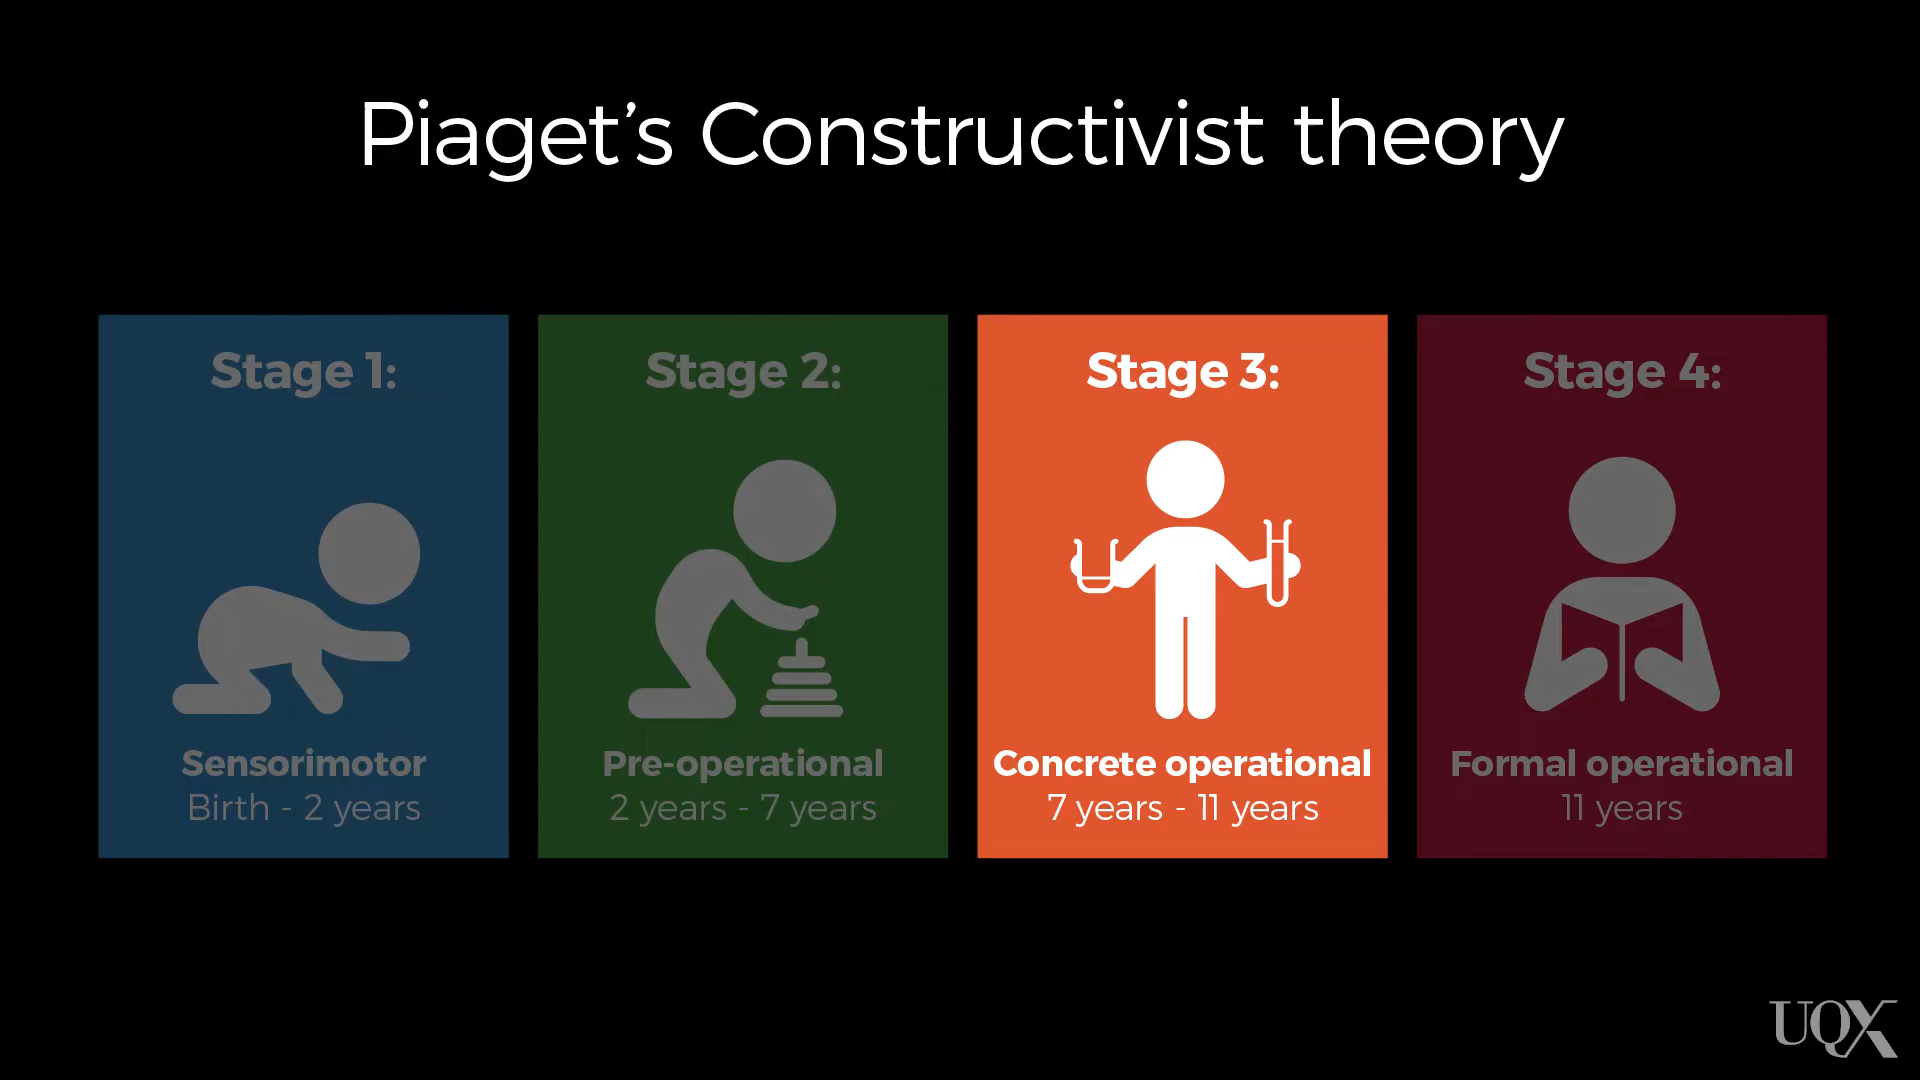 Piaget’s Constructivist theory
Stage 1:
Sensorimotor
Birth - 2 years
Stage 2:
Pre-operational
2 years - 7 years
Stage 3:
Concrete operational
7 years - 11 years
Stage 4:
Formal operational
11 years
UQX